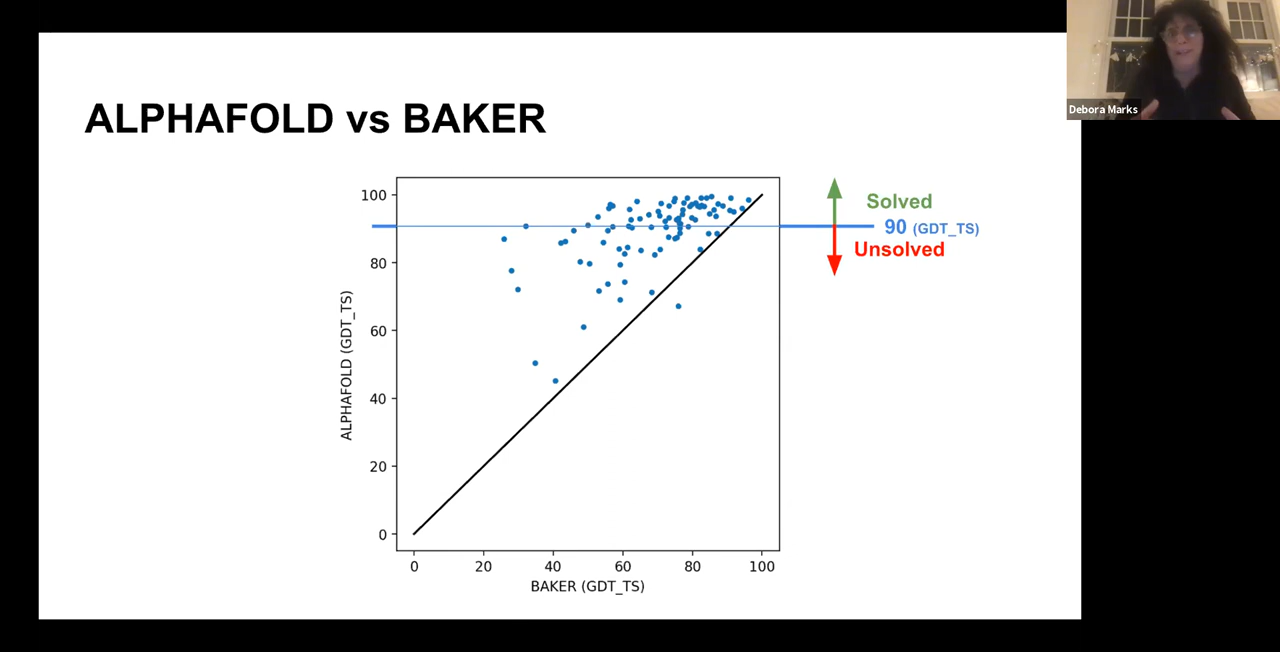 Debora Marks
ALPHAFOLD vs BAKER
100
80
60
40
20
0
ALPHAFOLD (GDT_TS)
0 20 40 60 80 100
BAKER (GDT_TS)
Solved
90 (GDT_TS)
Unsolved